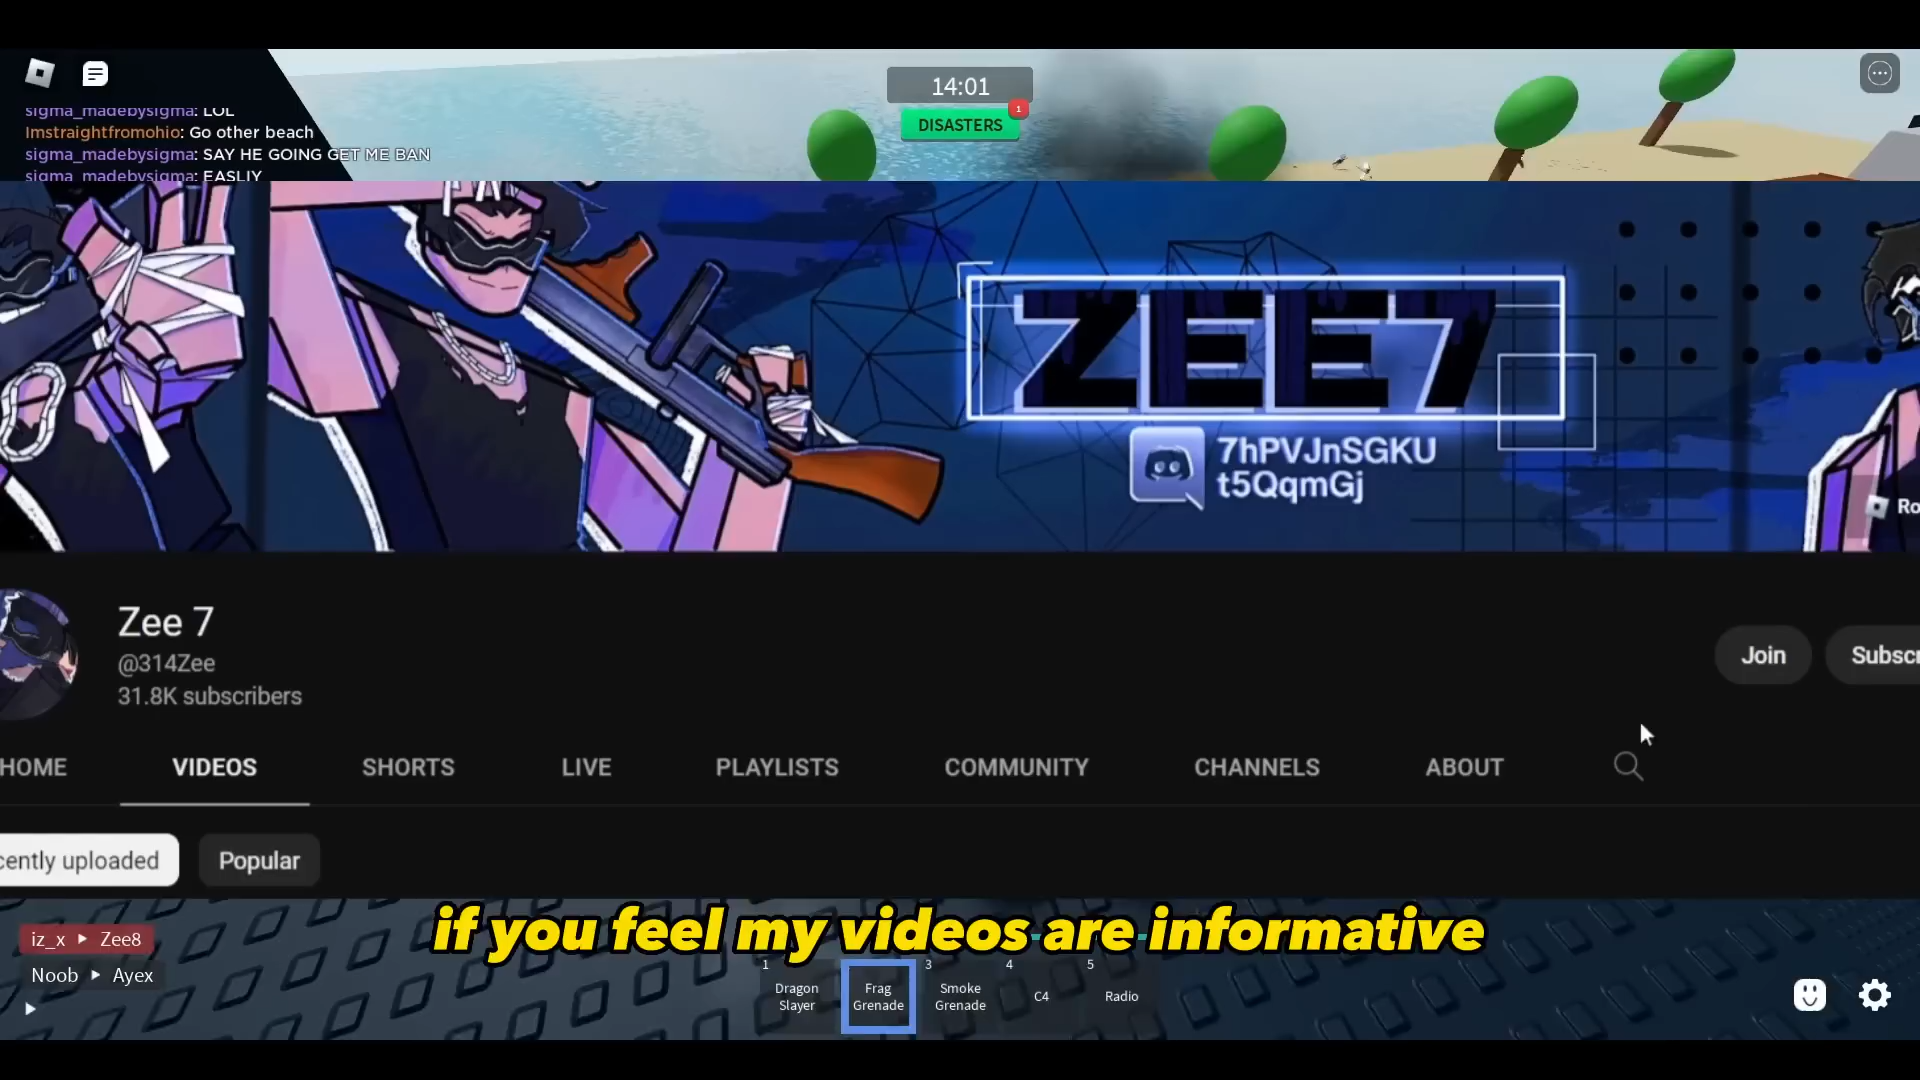 14:01
1
DISASTERS
sigma_madebysigma: LOL
Imstraightfromohio: Go other beach
sigma_madebysigma: SAY HE GOING GET ME BAN
sigma_madebysigma: EASLIY
ZEE7
7hPVJnSGKU
t5QqmGj
Ro
Zee 7
@314Zee
31.8K subscribers
Join
Subscr
HOME
VIDEOS
SHORTS
LIVE
PLAYLISTS
COMMUNITY
CHANNELS
ABOUT
cently uploaded
Popular
if you feel my videos are informative
iz_x ▸ Zee8
Noob ▸ Ayex
1
Dragon
Slayer
Frag
Grenade
3
Smoke
Grenade
4
C4
5
Radio